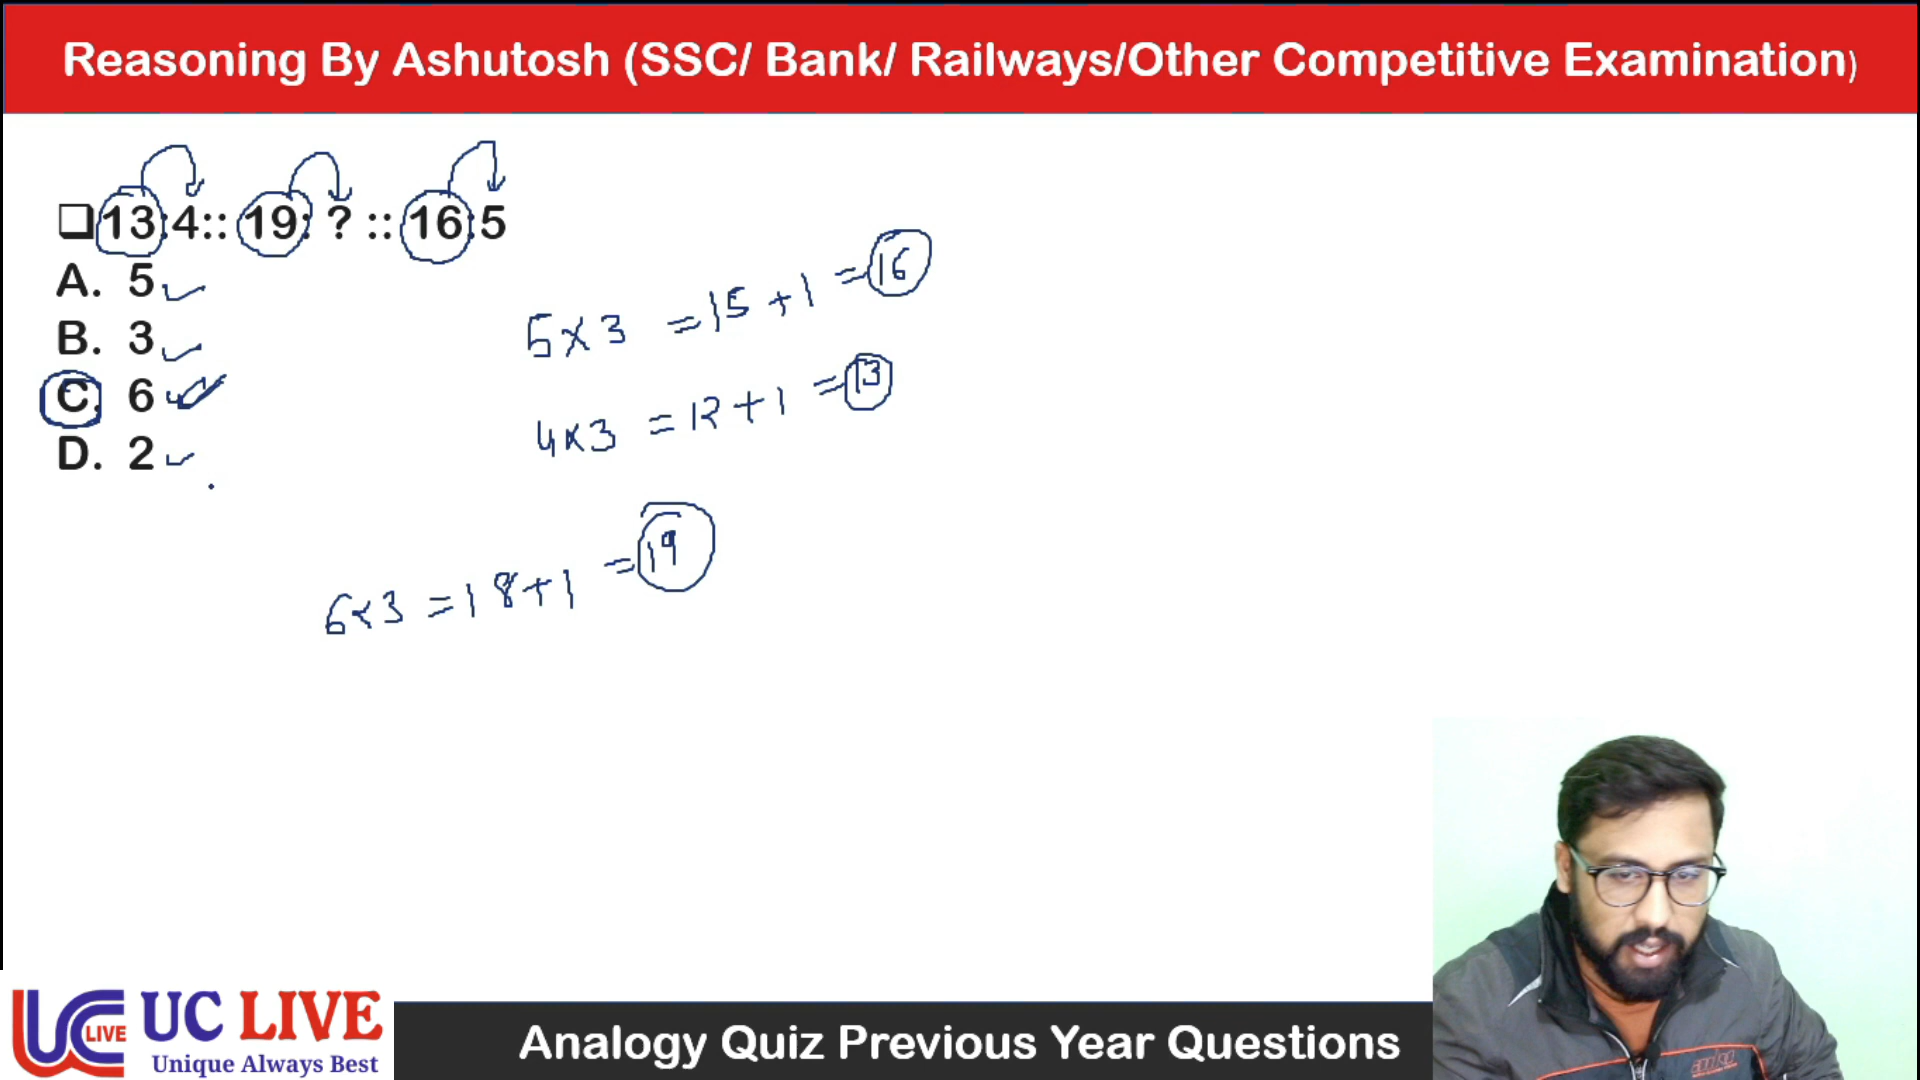 Reasoning By Ashutosh (SSC/ Bank/ Railways/Other Competitive Examination)
13:4:: 19: ? :: 16:5
A. 5
B. 3
C. 6
D. 2
5×3 =15+1 =16
4×3 =12+1 =13
6×3 =18+1 =19
LIVE
UC LIVE
Unique Always Best
Analogy Quiz Previous Year Questions